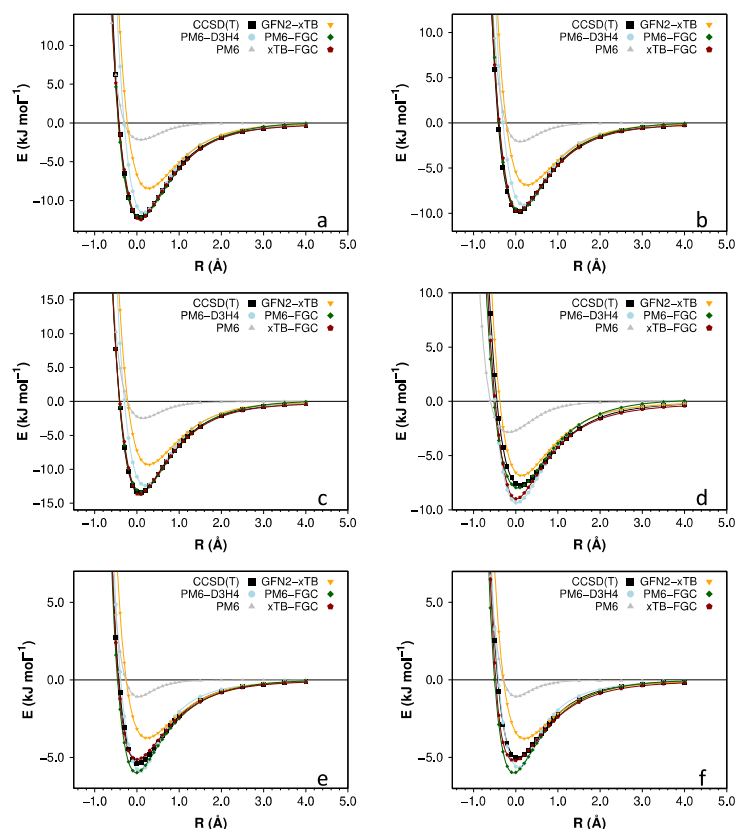 CCSD(T) GFN2−xTB
PM6−D3H4 PM6−FGC
PM6 xTB−FGC
10.0
5.0
0.0
−5.0
−10.0
E (kJ mol−1)
a
−1.0 0.0 1.0 2.0 3.0 4.0 5.0
R (Å)
CCSD(T) GFN2−xTB
PM6−D3H4 PM6−FGC
PM6 xTB−FGC
10.0
5.0
0.0
−5.0
−10.0
E (kJ mol−1)
b
−1.0 0.0 1.0 2.0 3.0 4.0 5.0
R (Å)
CCSD(T) GFN2−xTB
PM6−D3H4 PM6−FGC
PM6 xTB−FGC
15.0
10.0
5.0
0.0
−5.0
−10.0
−15.0
E (kJ mol−1)
c
−1.0 0.0 1.0 2.0 3.0 4.0 5.0
R (Å)
CCSD(T) GFN2−xTB
PM6−D3H4 PM6−FGC
PM6 xTB−FGC
10.0
5.0
0.0
−5.0
−10.0
E (kJ mol−1)
d
−1.0 0.0 1.0 2.0 3.0 4.0 5.0
R (Å)
CCSD(T) GFN2−xTB
PM6−D3H4 PM6−FGC
PM6 xTB−FGC
5.0
0.0
−5.0
E (kJ mol−1)
e
−1.0 0.0 1.0 2.0 3.0 4.0 5.0
R (Å)
CCSD(T) GFN2−xTB
PM6−D3H4 PM6−FGC
PM6 xTB−FGC
5.0
0.0
−5.0
E (kJ mol−1)
f
−1.0 0.0 1.0 2.0 3.0 4.0 5.0
R (Å)